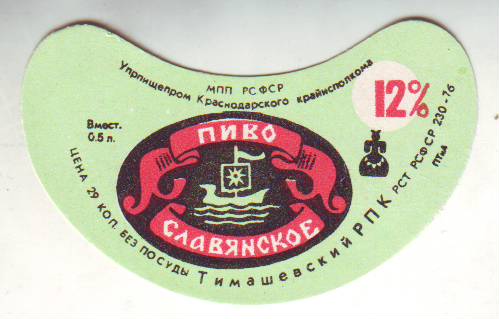 МПП РСФСР
Упрпищепром Краснодарского крайисполкома
12%
Вмест.
0.5 л.
ПИВО
СЛАВЯНСКОЕ
ЦЕНА 29 КОП. БЕЗ ПОСУДЫ
Тимашевский РПК
РСТ РСФСР 230-76